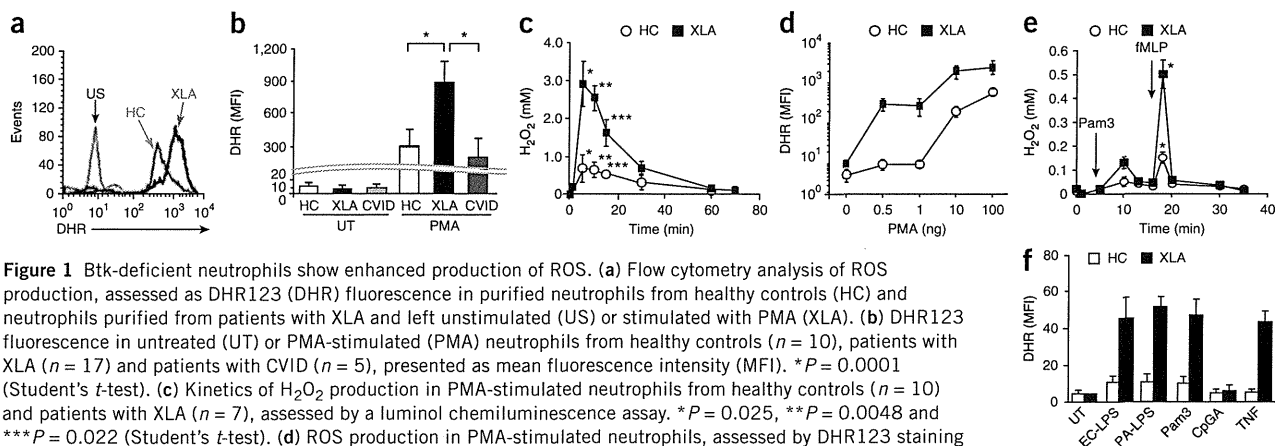 a
200
160
120
80
40
0
Events
US
HC
XLA
10⁰ 10¹ 10² 10³ 10⁴
DHR
b
1,200
900
600
300
20
10
0
DHR (MFI)
* *
HC XLA CVID HC XLA CVID
UT PMA
c
HC XLA
4.0
3.0
2.0
1.0
0
H₂O₂ (mM)
*
**
***
*
**
***
0 20 40 60 80
Time (min)
d
HC XLA
10⁴
10³
10²
10¹
10⁰
DHR (MFI)
0 0.5 1 10 100
PMA (ng)
e
HC XLA
fMLP
0.6
0.5
0.4
0.3
0.2
0.1
0
H₂O₂ (mM)
Pam3
*
*
0 10 20 30 40
Time (min)
f
HC XLA
80
60
40
20
0
DHR (MFI)
UT EC-LPS PA-LPS Pam3 CpGA TNF
Figure 1 Btk-deficient neutrophils show enhanced production of ROS. (a) Flow cytometry analysis of ROS
production, assessed as DHR123 (DHR) fluorescence in purified neutrophils from healthy controls (HC) and
neutrophils purified from patients with XLA and left unstimulated (US) or stimulated with PMA (XLA). (b) DHR123
fluorescence in untreated (UT) or PMA-stimulated (PMA) neutrophils from healthy controls (n = 10), patients with
XLA (n = 17) and patients with CVID (n = 5), presented as mean fluorescence intensity (MFI). *P = 0.0001
(Student's t-test). (c) Kinetics of H₂O₂ production in PMA-stimulated neutrophils from healthy controls (n = 10)
and patients with XLA (n = 7), assessed by a luminol chemiluminescence assay. *P = 0.025, **P = 0.0048 and
***P = 0.022 (Student's t-test). (d) ROS production in PMA-stimulated neutrophils, assessed by DHR123 staining